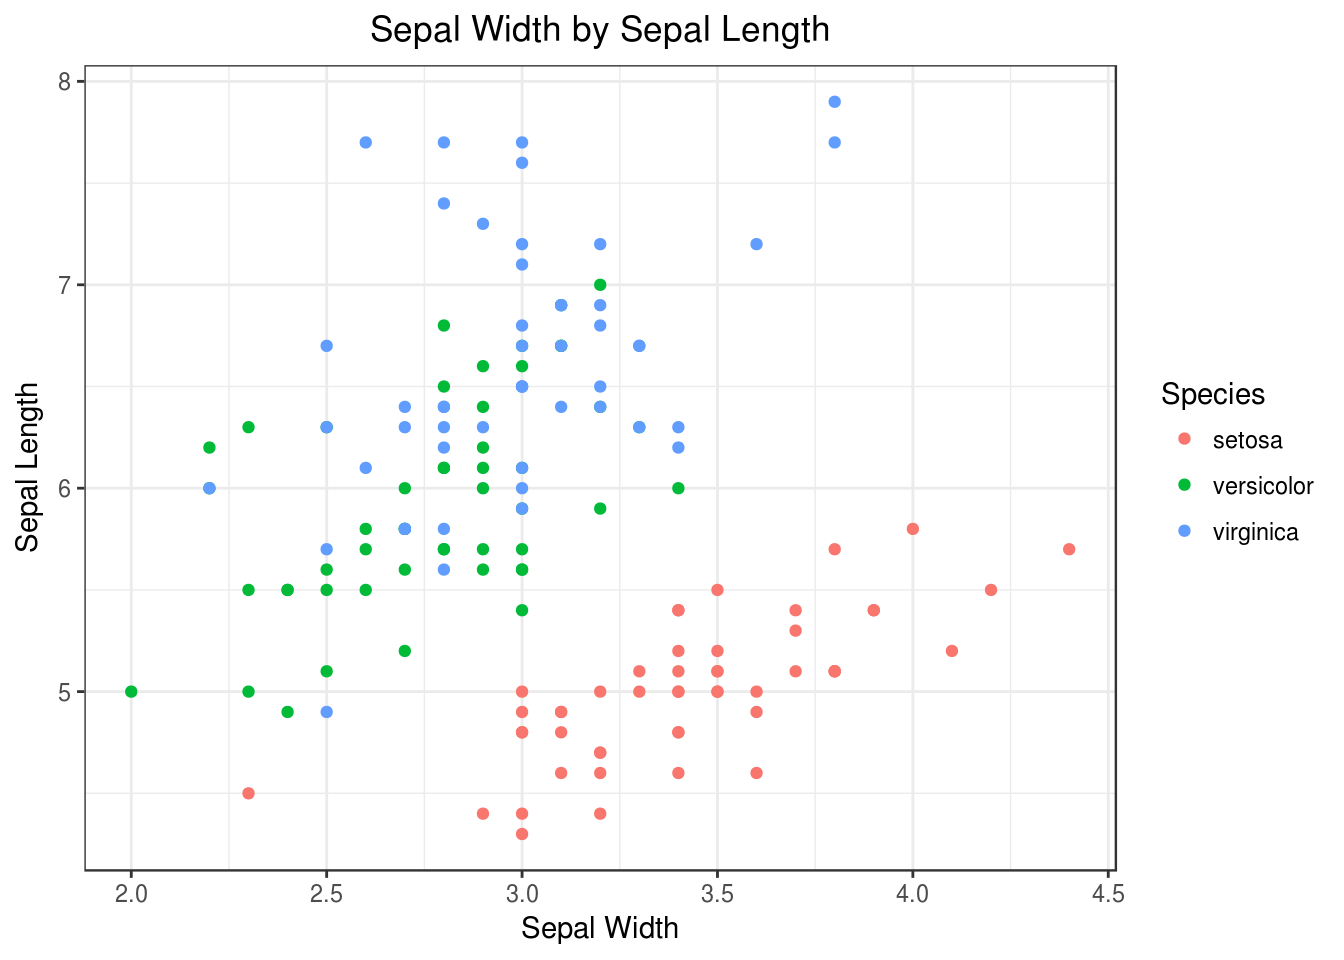 Sepal Width by Sepal Length
8
7
6
5
Sepal Length
2.0 2.5 3.0 3.5 4.0 4.5
Sepal Width
Species
setosa
versicolor
virginica